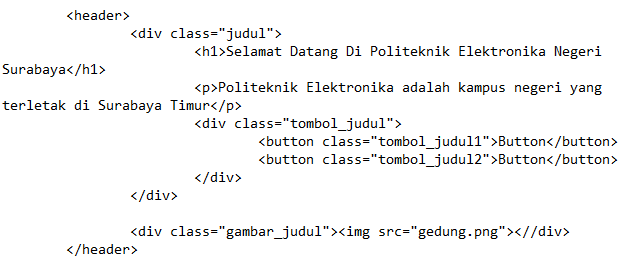 <header>
<div class="judul">
<h1>Selamat Datang Di Politeknik Elektronika Negeri
Surabaya</h1>
<p>Politeknik Elektronika adalah kampus negeri yang
terletak di Surabaya Timur</p>
<div class="tombol_judul">
<button class="tombol_judul1">Button</button>
<button class="tombol_judul2">Button</button>
</div>
</div>
<div class="gambar_judul"><img src="gedung.png"><//div>
</header>